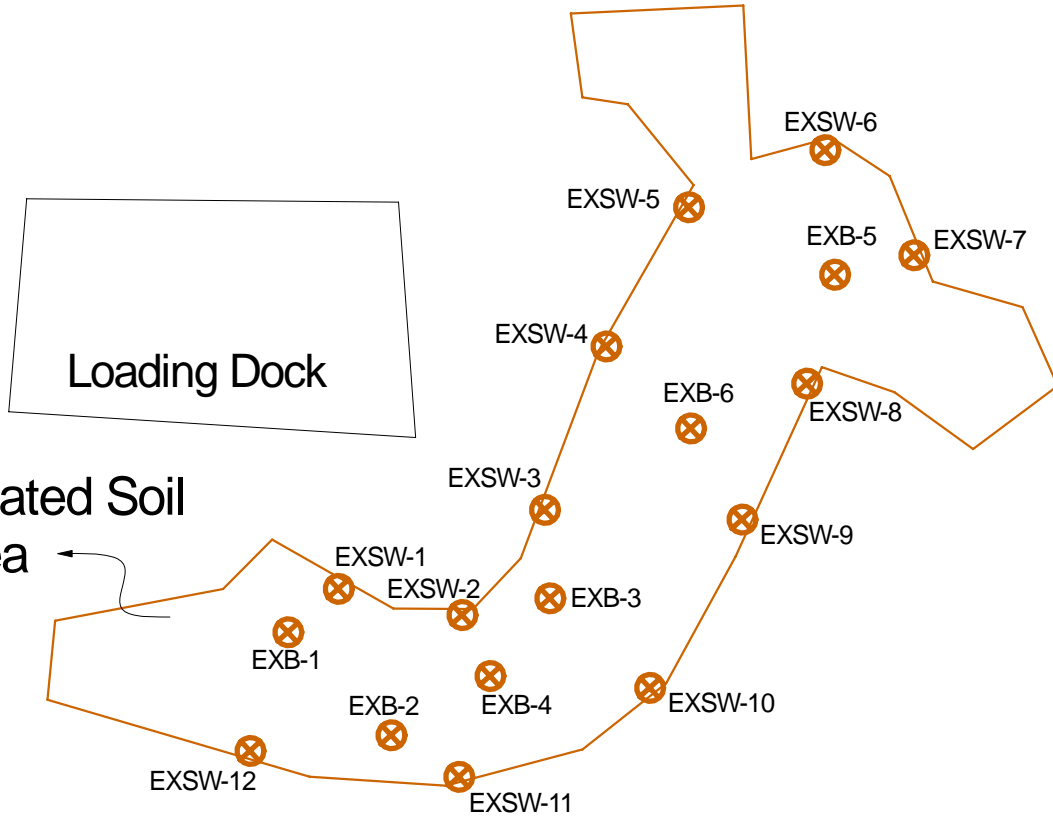 EXSW-6
EXSW-5
EXB-5
EXSW-7
EXSW-4
Loading Dock
EXB-6
EXSW-8
EXSW-3
ated Soil
ea
EXSW-9
EXSW-1
EXSW-2
EXB-3
EXB-1
EXB-2
EXB-4
EXSW-10
EXSW-12
EXSW-11